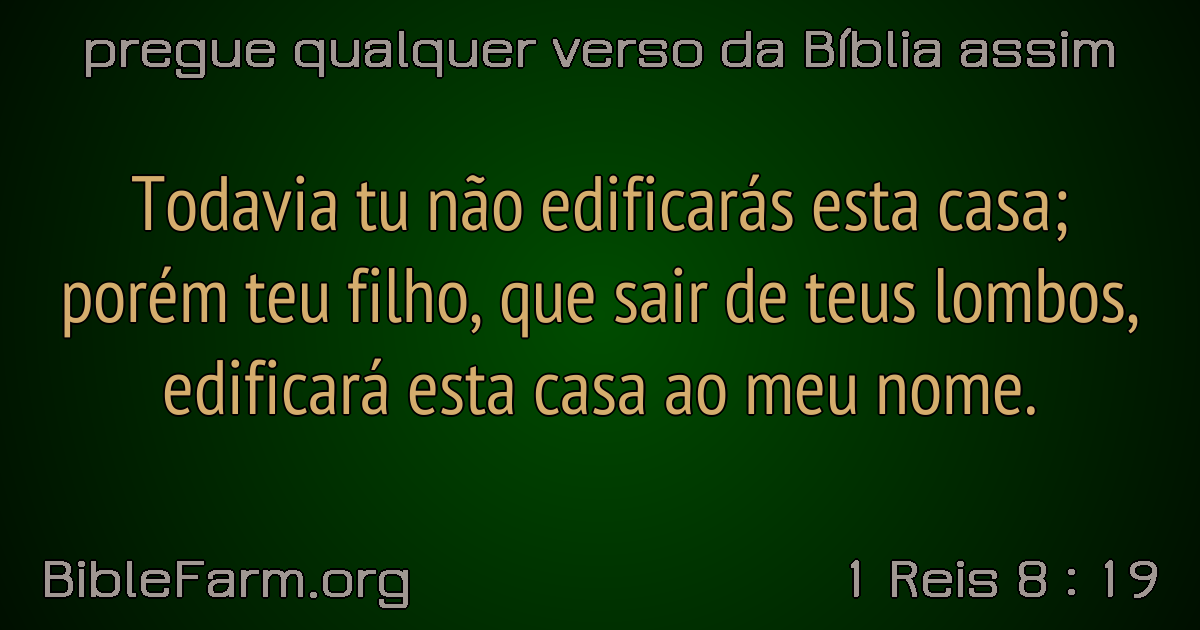 pregue qualquer verso da Bíblia assim
Todavia tu não edificarás esta casa;
porém teu filho, que sair de teus lombos,
edificará esta casa ao meu nome.
BibleFarm.org
1 Reis 8 : 19